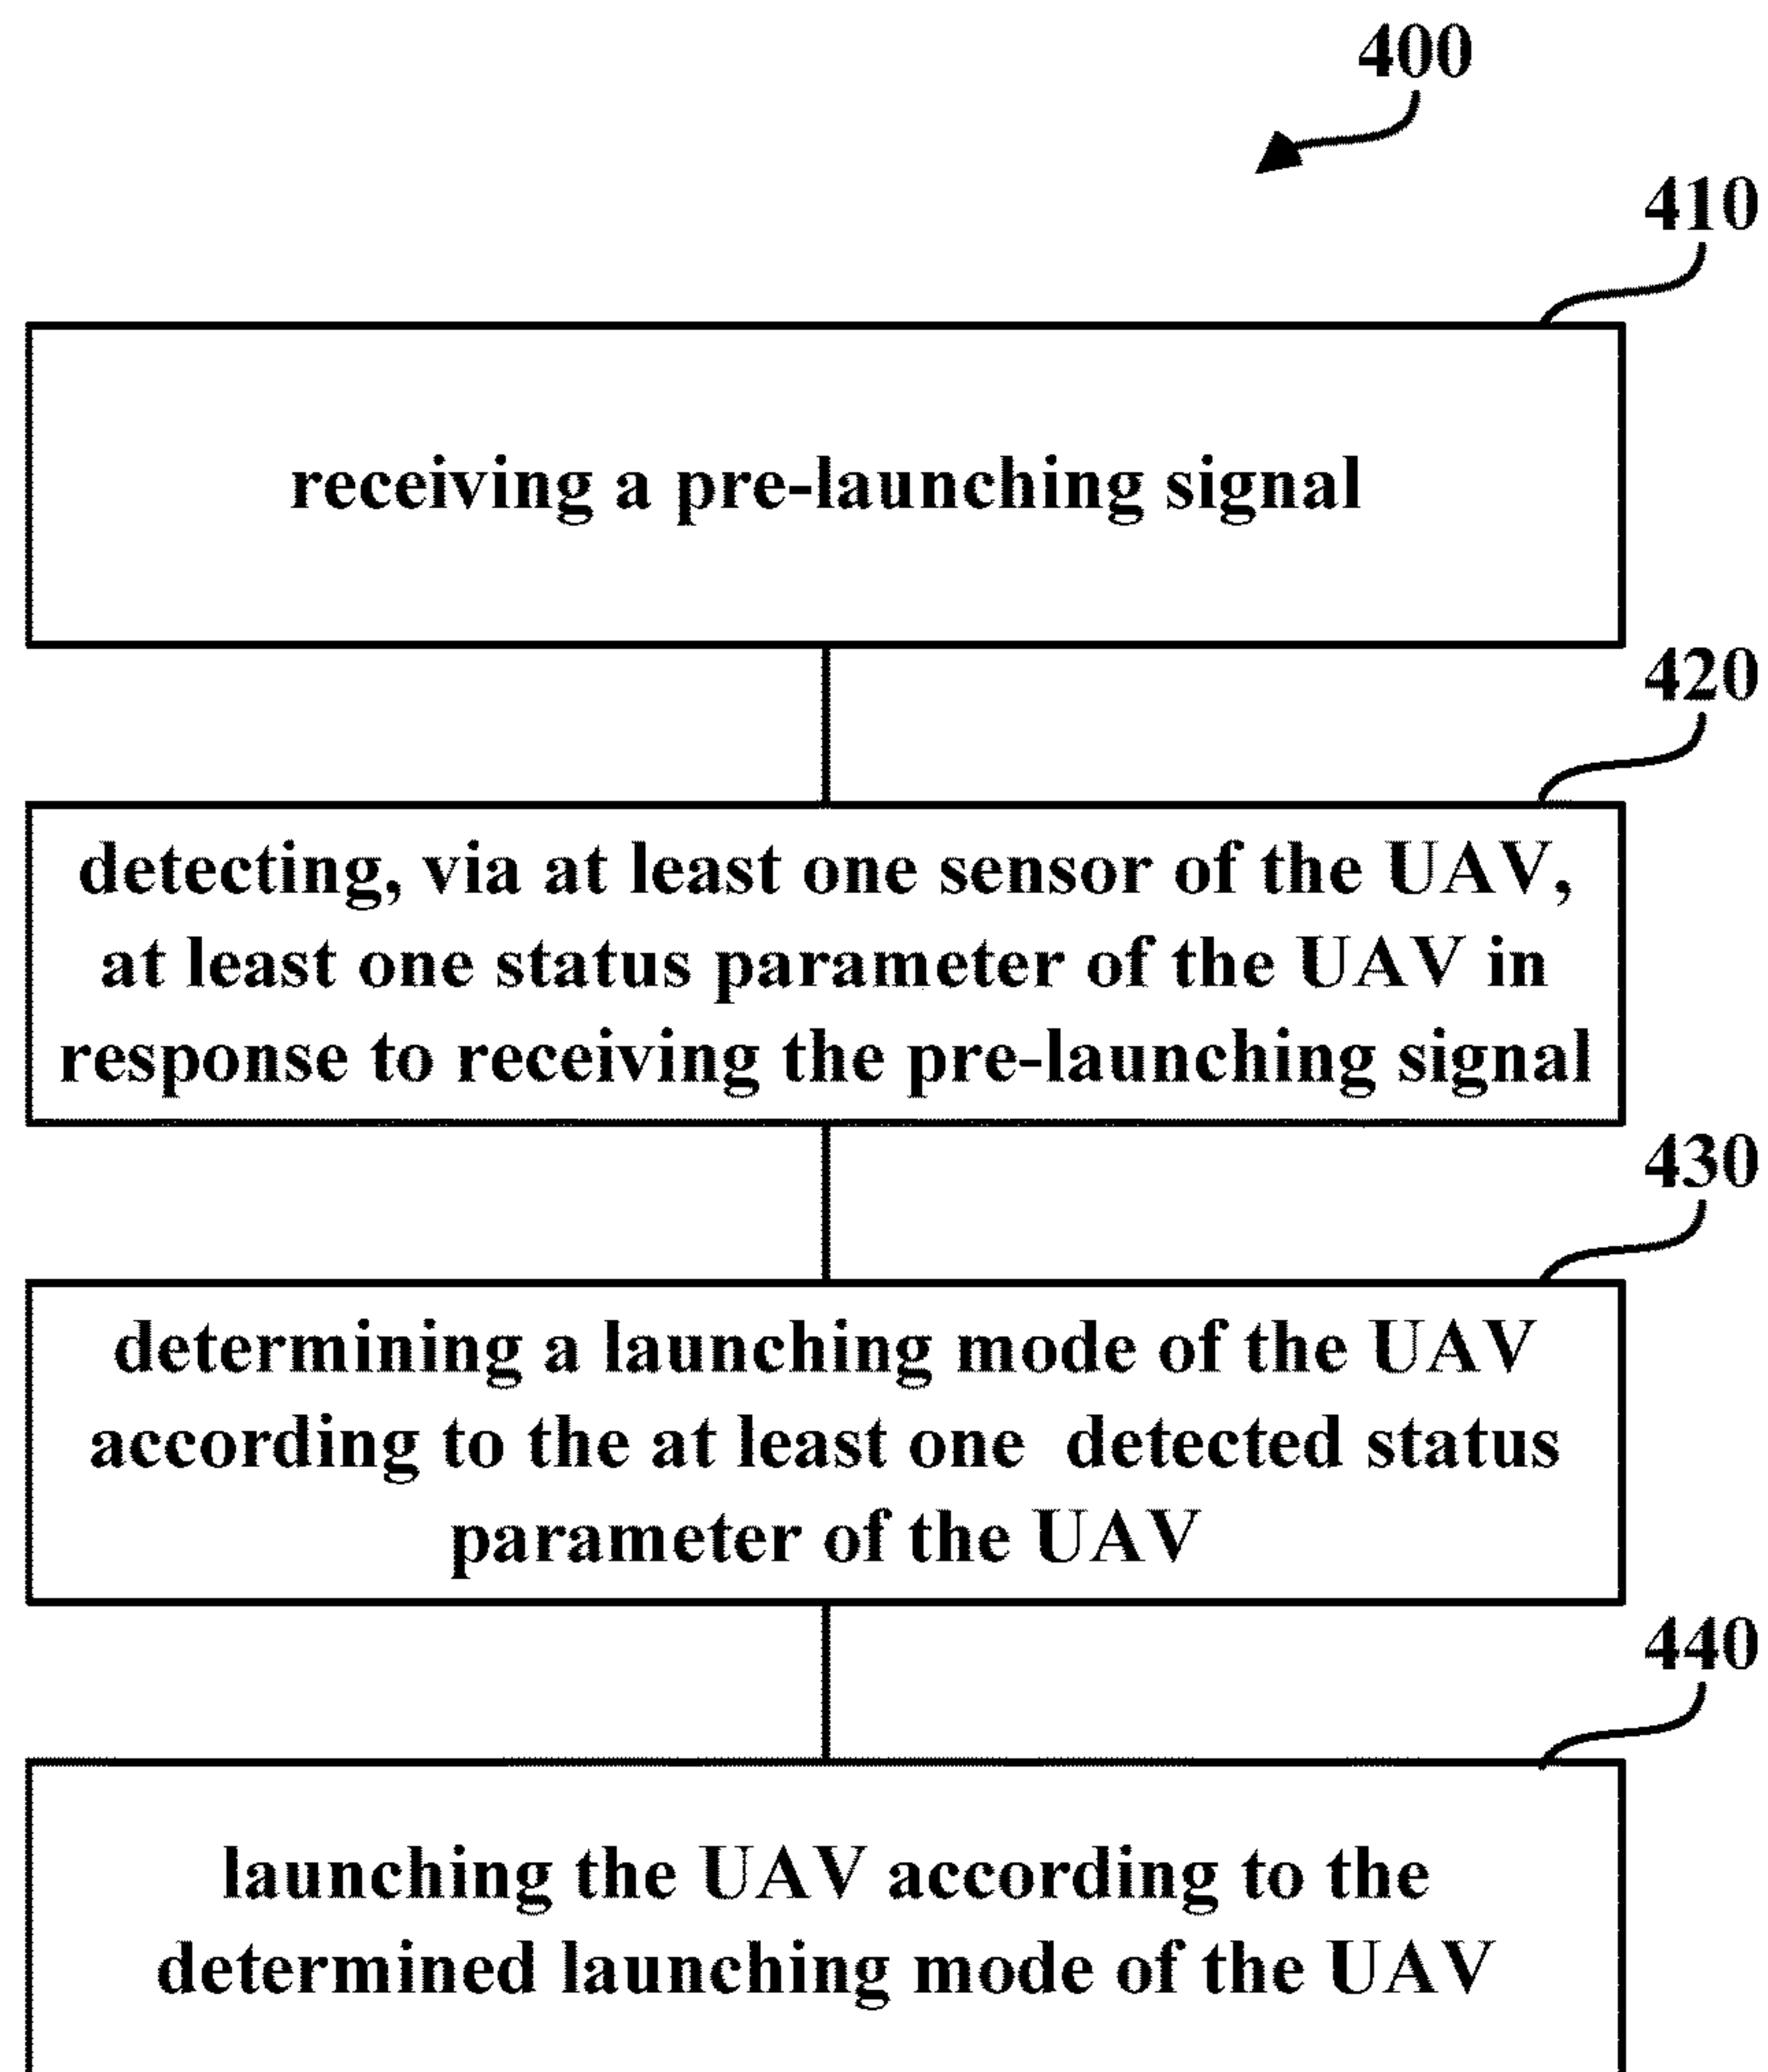 400
410
receiving a pre-launching signal
420
detecting, via at least one sensor of the UAV,
at least one status parameter of the UAV in
response to receiving the pre-launching signal
430
determining a launching mode of the UAV
according to the at least one detected status
parameter of the UAV
440
launching the UAV according to the
determined launching mode of the UAV